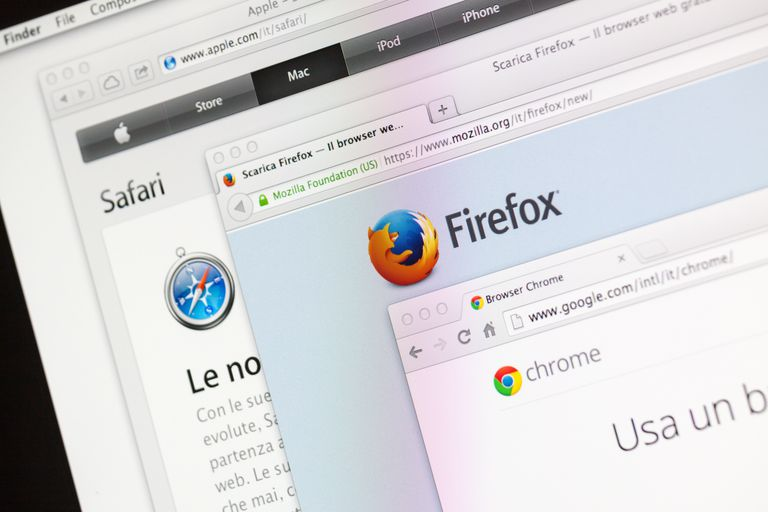 Finder File
Apple –
www.apple.com/it/safari/
Store Mac iPod iPhone
Safari
Le no
Con le sue
evolute, Sa
partenza a
web. Le su
che mai, c
Scarica Firefox — Il browser web
Scarica Firefox — Il browser we...
+
Mozilla Foundation (US) https://www.mozilla.org/it/firefox/new/
Firefox
Browser Chrome ×
www.google.com/intl/it/chrome/
chrome
Usa un b